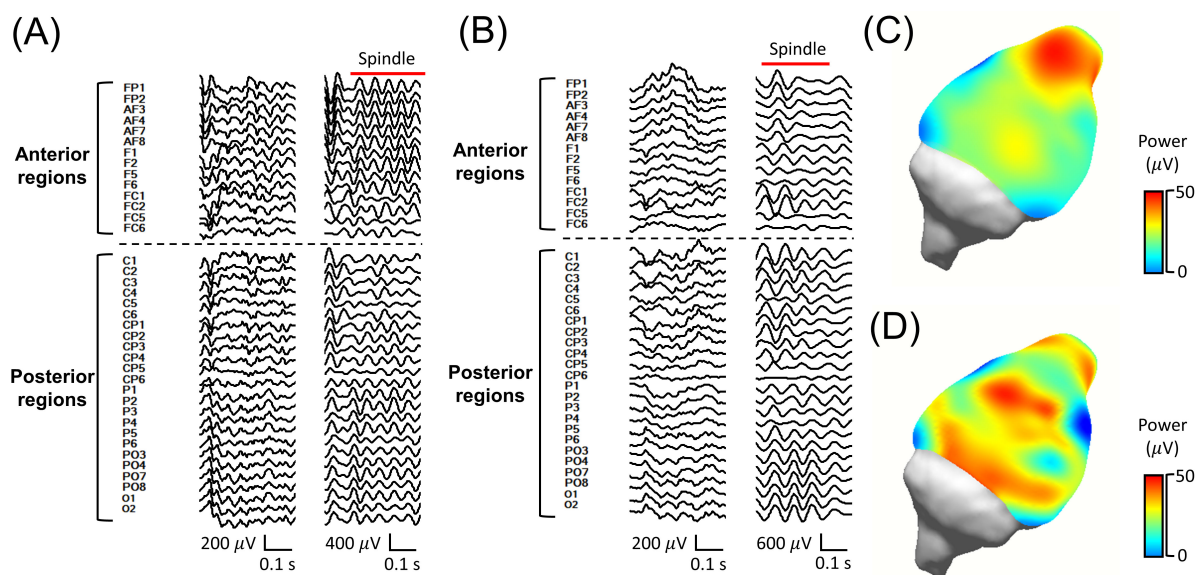 (A)
Spindle
FP1
FP2
AF3
AF4
AF7
AF8
F1
F2
F5
F6
FC1
FC2
FC5
FC6
Anterior
regions
C1
C2
C3
C4
C5
C6
CP1
CP2
CP3
CP4
CP5
CP6
P1
P2
P3
P4
P5
P6
PO3
PO4
PO7
PO8
O1
O2
Posterior
regions
200 μV
0.1 s
400 μV
0.1 s
(B)
Spindle
FP1
FP2
AF3
AF4
AF7
AF8
F1
F2
F5
F6
FC1
FC2
FC5
FC6
Anterior
regions
C1
C2
C3
C4
C5
C6
CP1
CP2
CP3
CP4
CP5
CP6
P1
P2
P3
P4
P5
P6
PO3
PO4
PO7
PO8
O1
O2
Posterior
regions
200 μV
0.1 s
600 μV
0.1 s
(C)
Power
(μV)
50
0
(D)
Power
(μV)
50
0